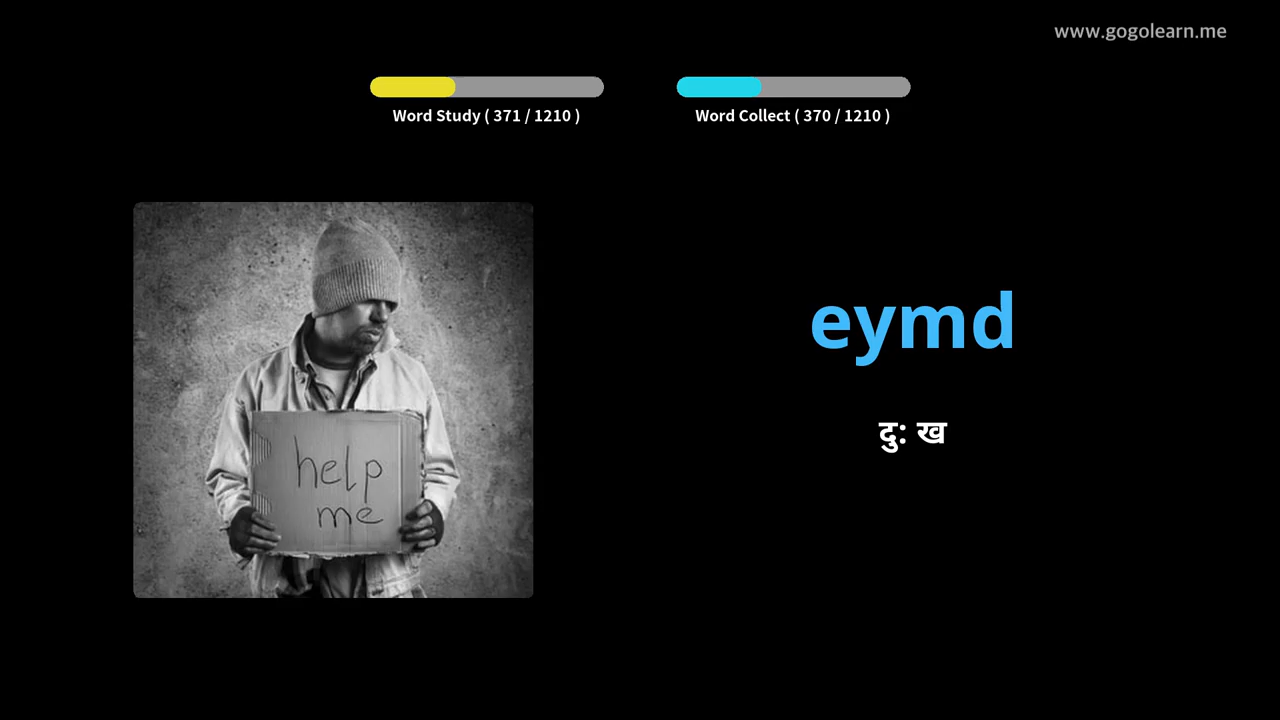 www.gogolearn.me
Word Study ( 371 / 1210 )
Word Collect ( 370 / 1210 )
help
me
eymd
दु: ख